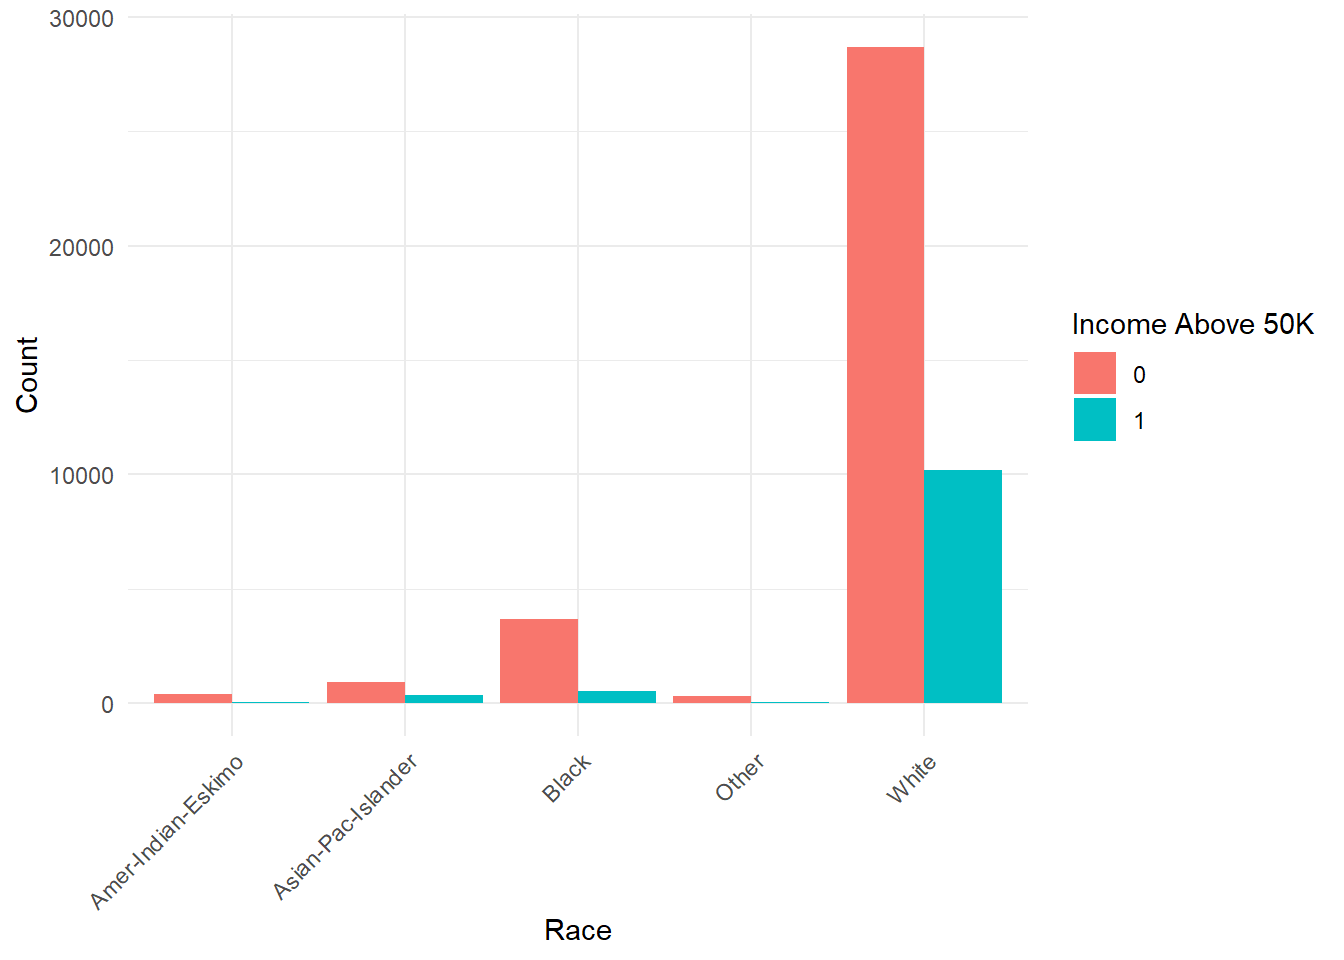 30000
20000
10000
0
Count
Amer-Indian-Eskimo
Asian-Pac-Islander
Black
Other
White
Race
Income Above 50K
0
1